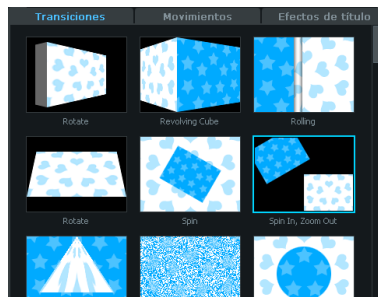 Transiciones Movimientos Efectos de título
Rotate Revolving Cube Rolling
Rotate Spin Spin In, Zoom Out